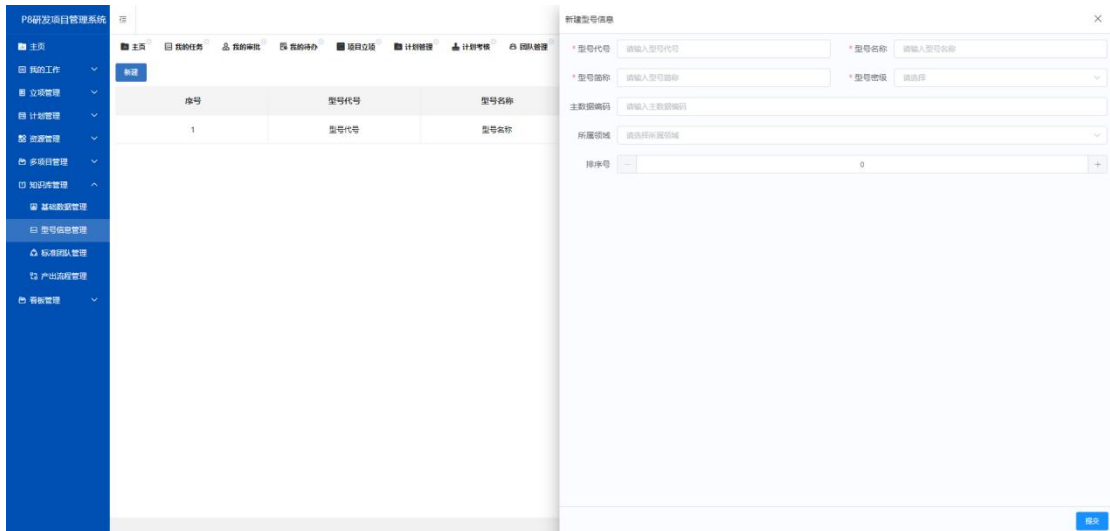 P8研发项目管理系统
主页
我的工作
立项管理
计划管理
资源管理
多项目管理
知识库管理
基础数据管理
型号信息管理
标准团队管理
产出流程管理
看板管理
主页 我的任务 我的审批 我的待办 项目立项 计划管理 计划考核 团队管理
新建
序号 型号代号 型号名称
1 型号代号 型号名称
新建型号信息
* 型号代号 请输入型号代号 * 型号名称 请输入型号名称
* 型号简称 请输入型号简称 * 型号密级 请选择
主数据编码 请输入主数据编码
所属领域 请选择所属领域
排序号 − 0 +
提交